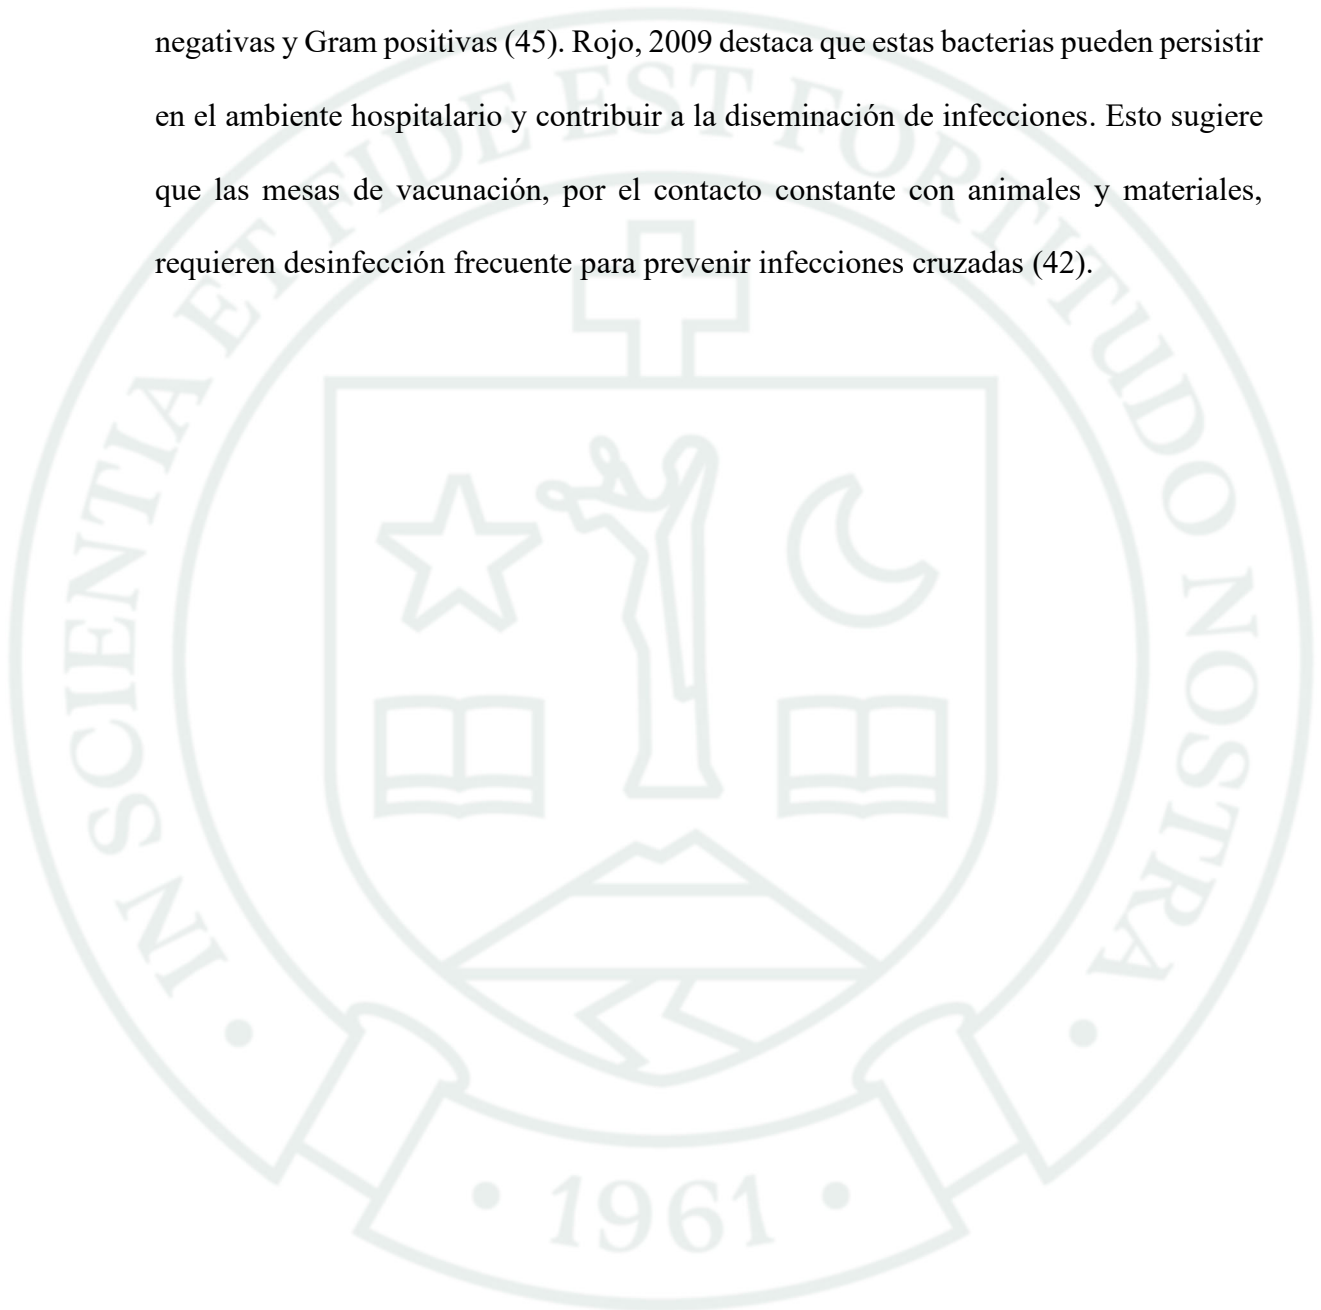 negativas y Gram positivas (45). Rojo, 2009 destaca que estas bacterias pueden persistir
en el ambiente hospitalario y contribuir a la diseminación de infecciones. Esto sugiere
que las mesas de vacunación, por el contacto constante con animales y materiales,
requieren desinfección frecuente para prevenir infecciones cruzadas (42).
IN SCIENTIA ET FIDE EST FORTITUDO NOSTRA
• 1961 •